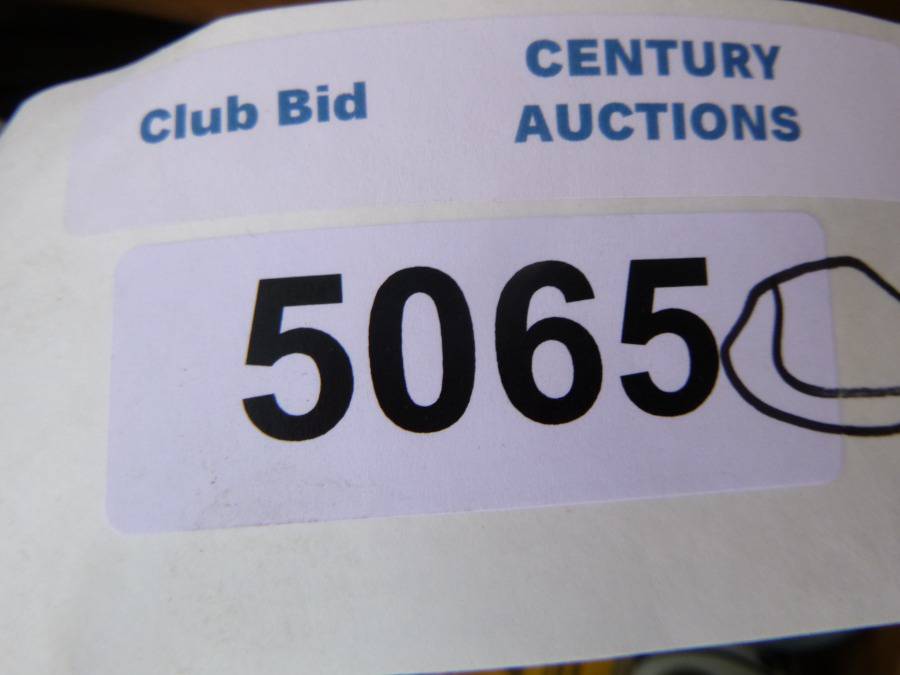 Club Bid
CENTURY
AUCTIONS
5065